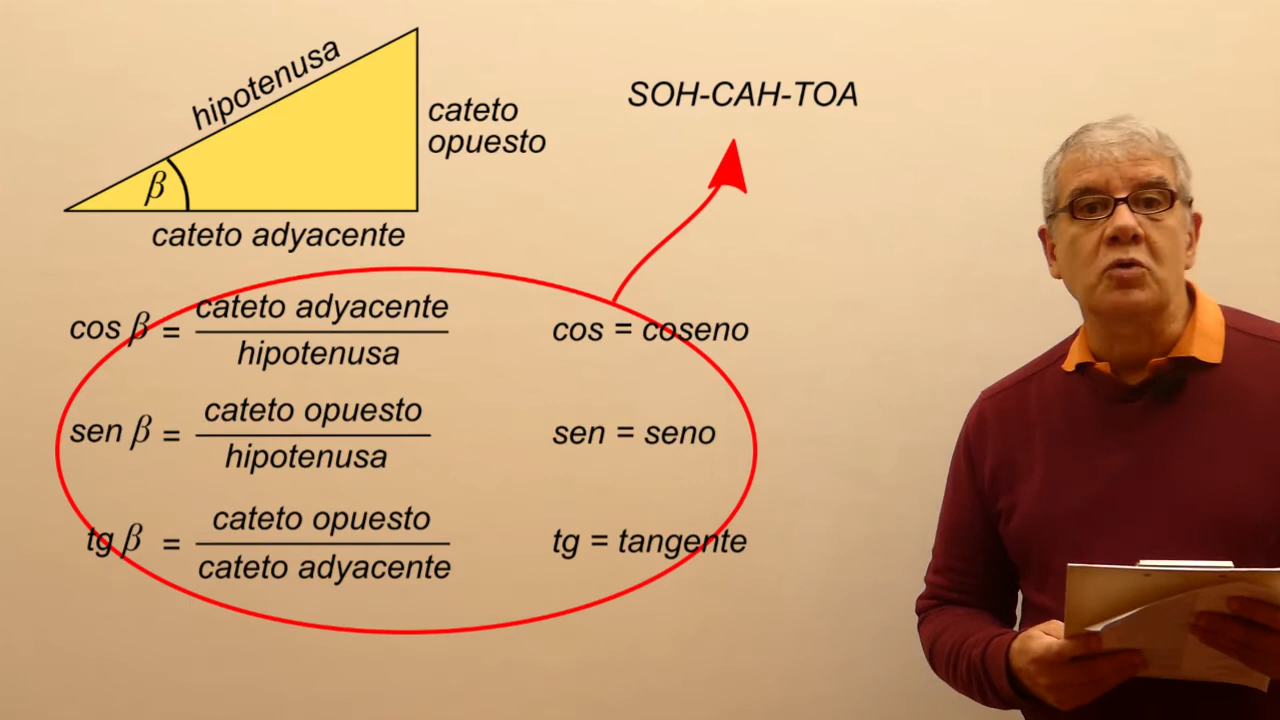 hipotenusa
cateto
opuesto
β
cateto adyacente
SOH-CAH-TOA
cos β = cateto adyacente
hipotenusa
cos = coseno
sen β = cateto opuesto
hipotenusa
sen = seno
tg β = cateto opuesto
cateto adyacente
tg = tangente